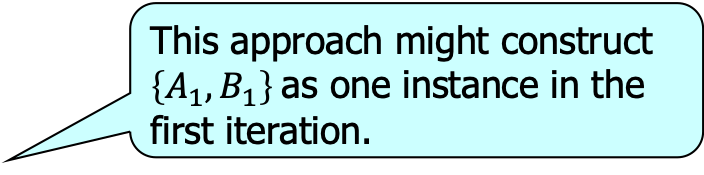 This approach might construct
{A₁, B₁} as one instance in the
first iteration.